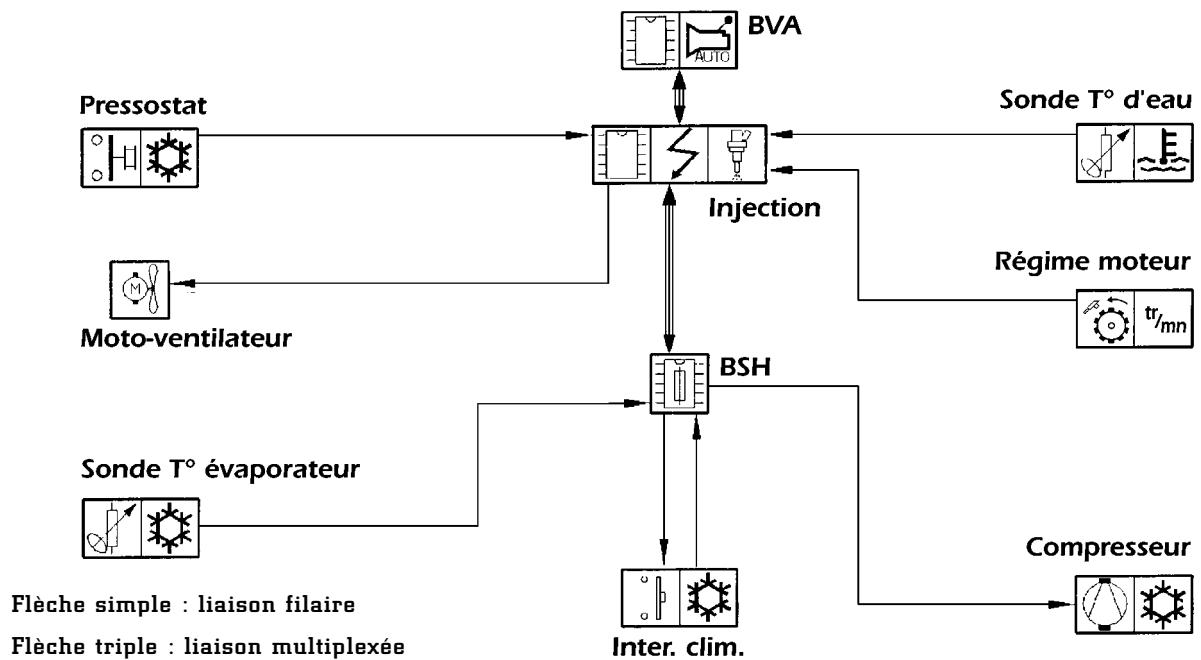 BVA
AUTO
Pressostat
Sonde T° d'eau
Injection
Régime moteur
tr/mn
M
Moto-ventilateur
BSH
Sonde T° évaporateur
Compresseur
Inter. clim.
Flèche simple : liaison filaire
Flèche triple : liaison multiplexée